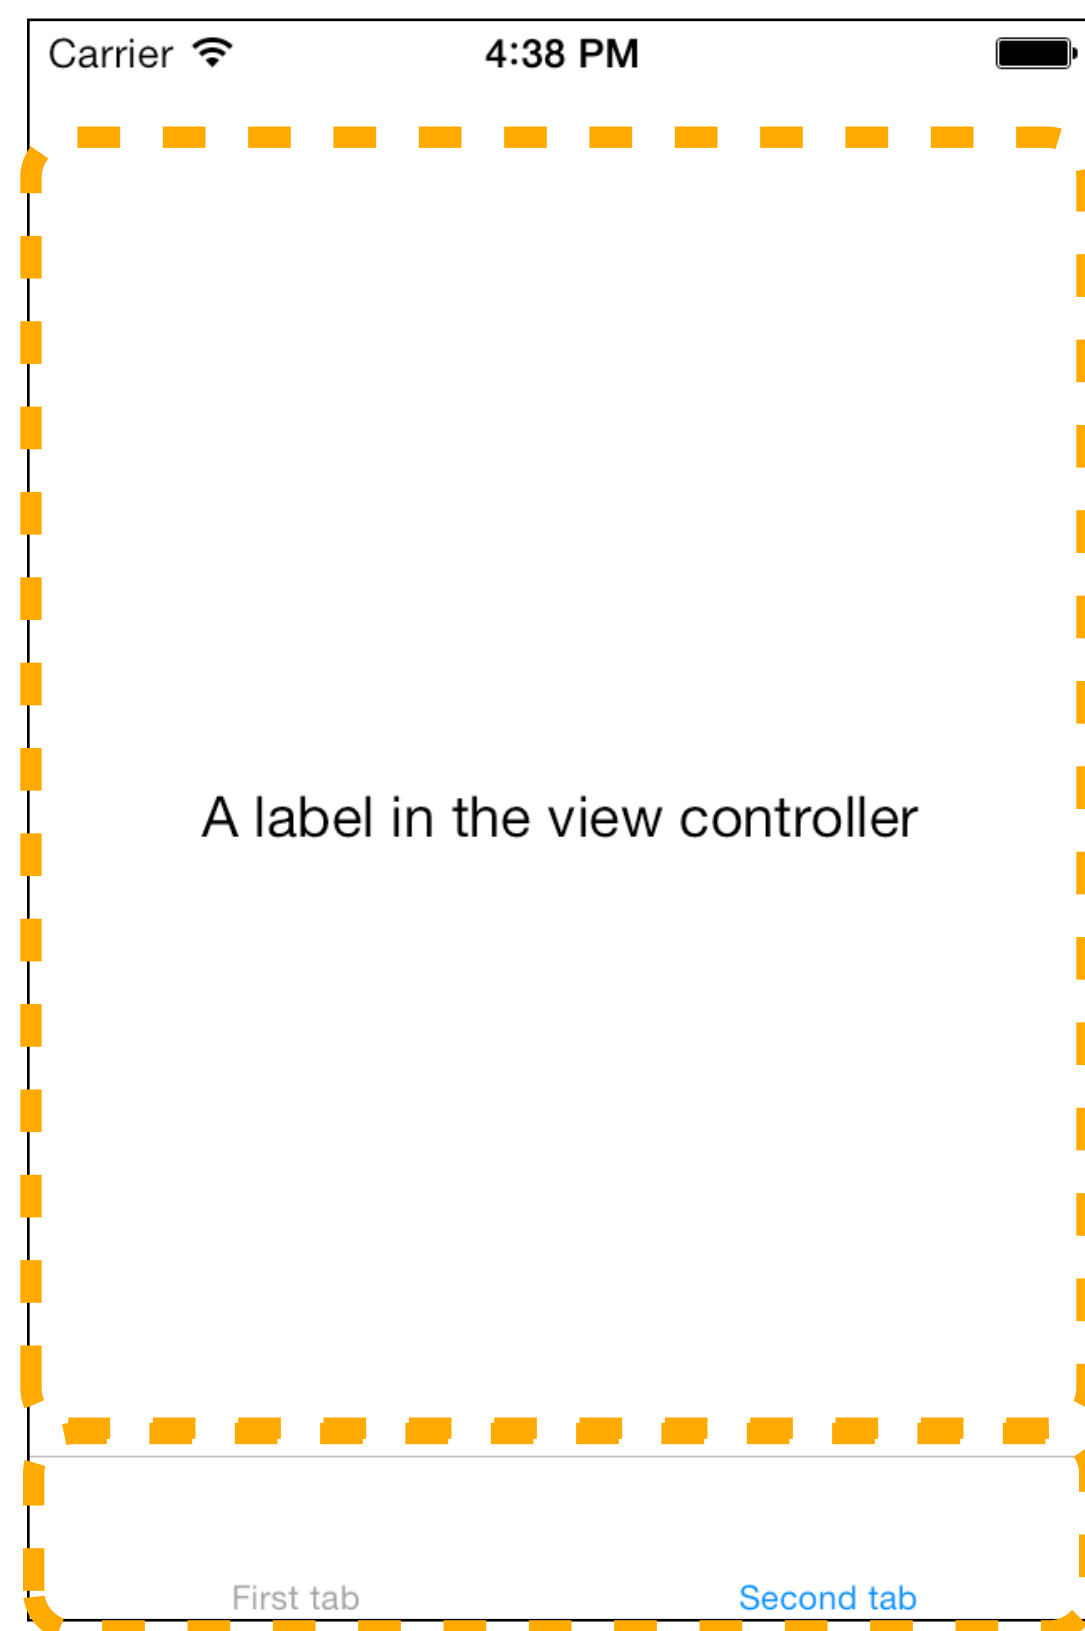 Carrier 4:38 PM
A label in the view controller
First tab Second tab